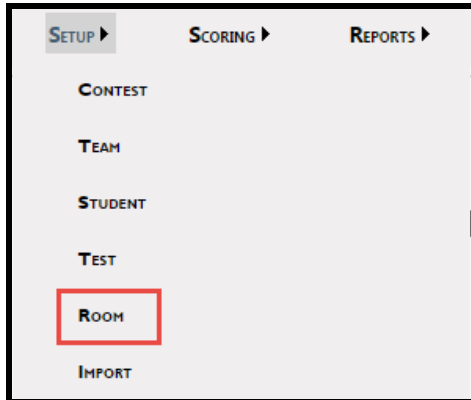 Setup▶ Scoring▶ Reports▶
Contest
Team
Student
Test
Room
Import